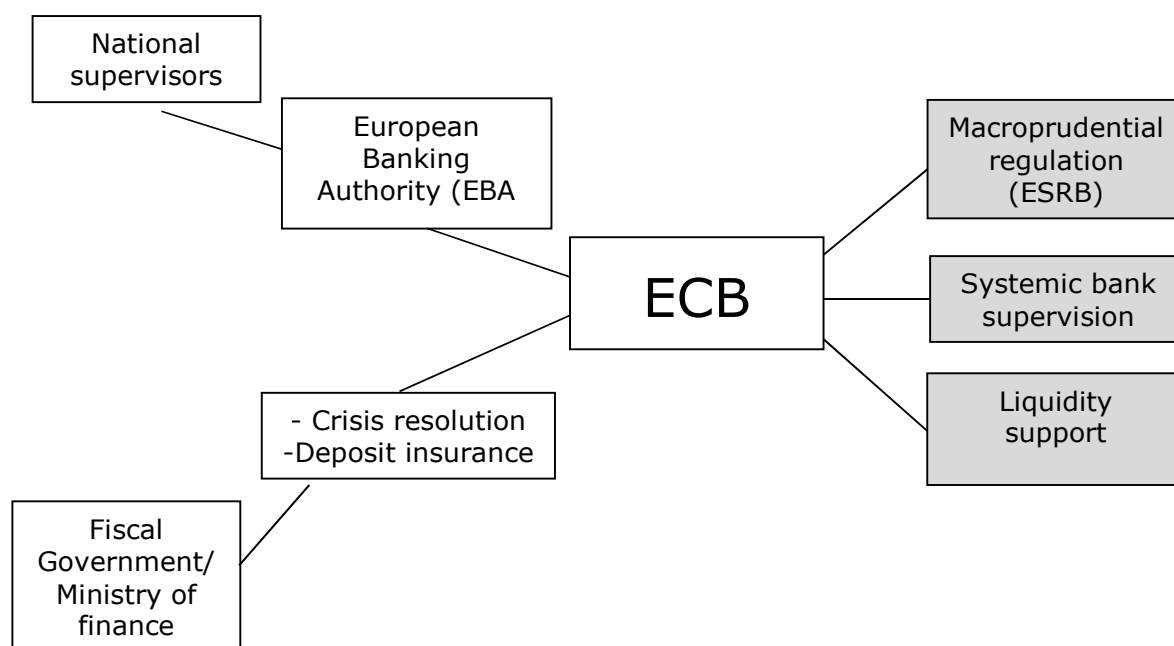 National
supervisors
European
Banking
Authority (EBA
Macroprudential
regulation
(ESRB)
ECB
Systemic bank
supervision
Liquidity
support
- Crisis resolution
-Deposit insurance
Fiscal
Government/
Ministry of
finance